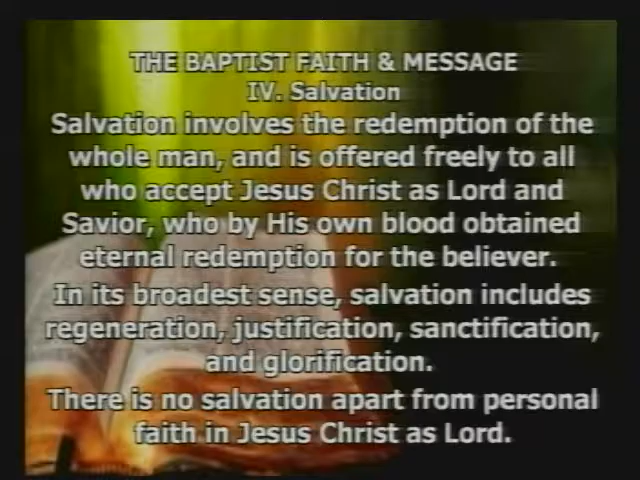 THE BAPTIST FAITH & MESSAGE
IV. Salvation
Salvation involves the redemption of the
whole man, and is offered freely to all
who accept Jesus Christ as Lord and
Savior, who by His own blood obtained
eternal redemption for the believer.
In its broadest sense, salvation includes
regeneration, justification, sanctification,
and glorification.
There is no salvation apart from personal
faith in Jesus Christ as Lord.